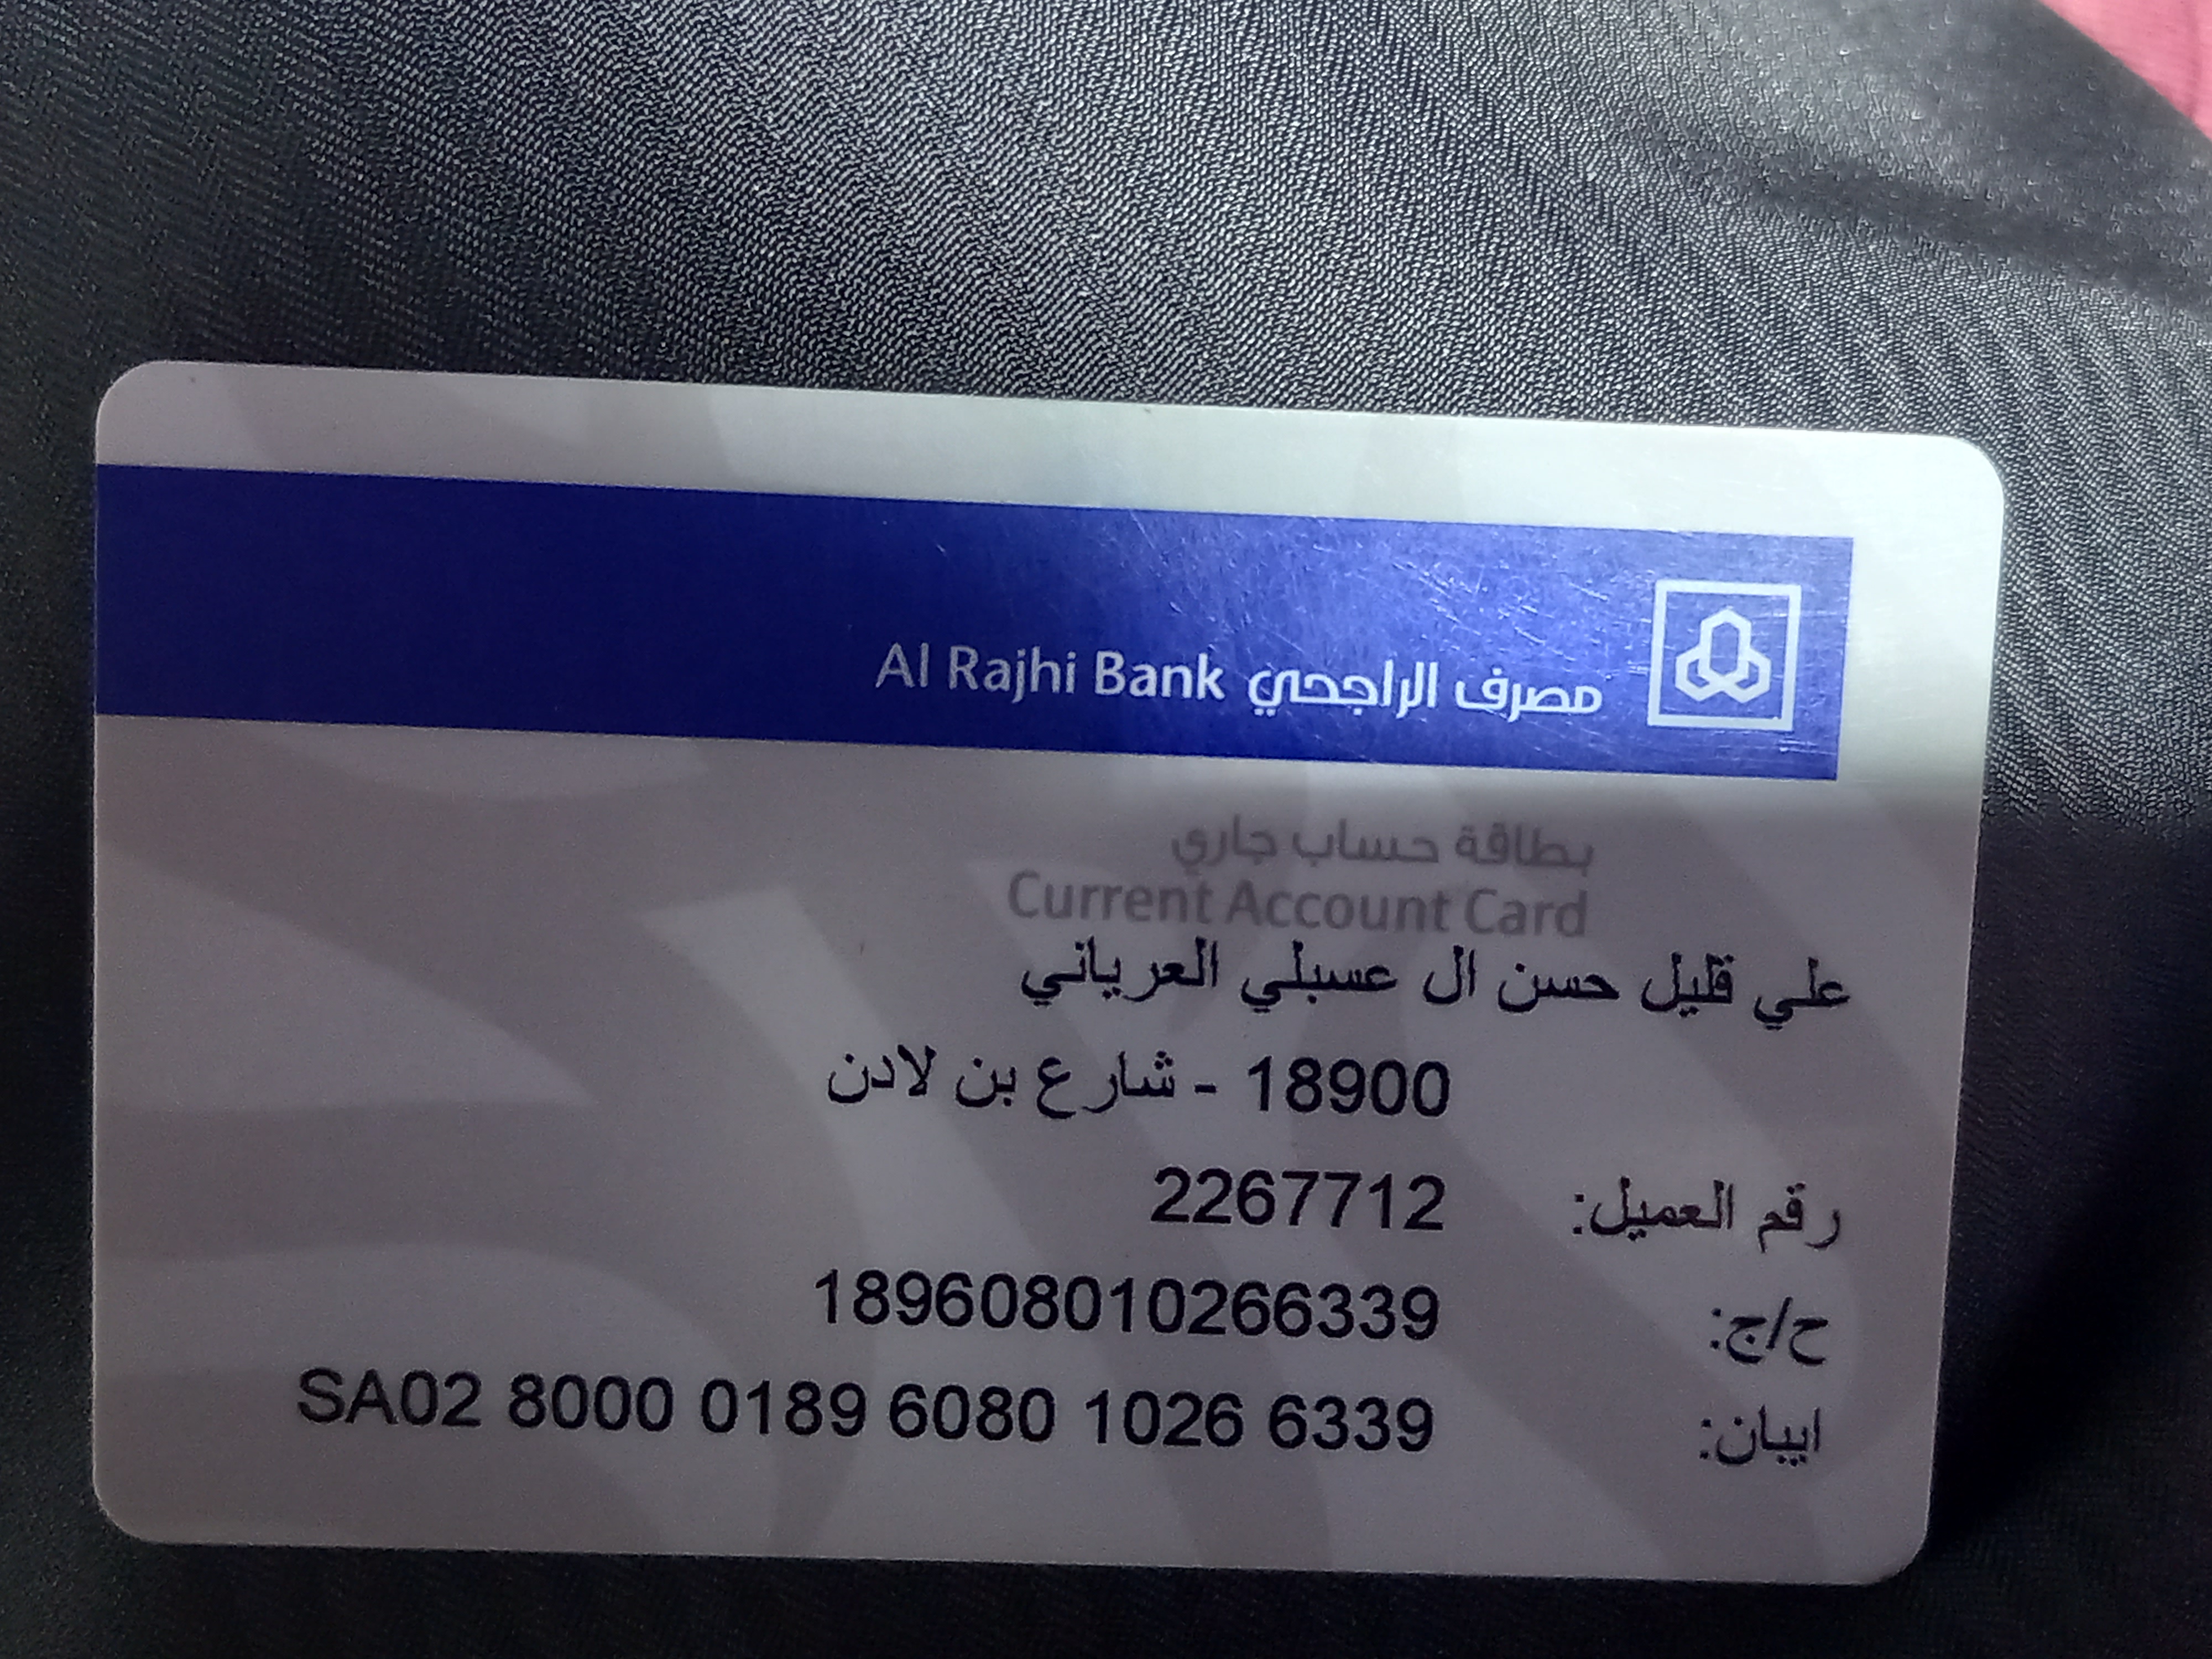 مصرف الراجحي Al Rajhi Bank
بطاقة حساب جاري
Current Account Card
علي قليل حسن ال عسبلي العرياني
18900 - شارع بن لادن
رقم العميل: 2267712
ح/ج: 189608010266339
ايبان: SA02 8000 0189 6080 1026 6339